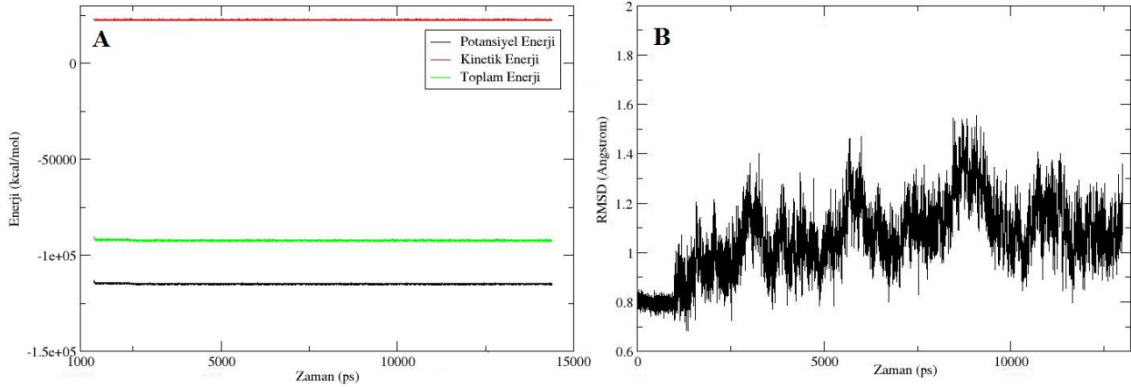 A
Potansiyel Enerji
Kinetik Enerji
Toplam Enerji
0
-50000
-1e+05
-1.5e+05
Enerji (kcal/mol)
1000
5000
10000
15000
Zaman (ps)
B
2
1.8
1.6
1.4
1.2
1
0.8
0.6
RMSD (Angstrom)
0
5000
10000
Zaman (ps)